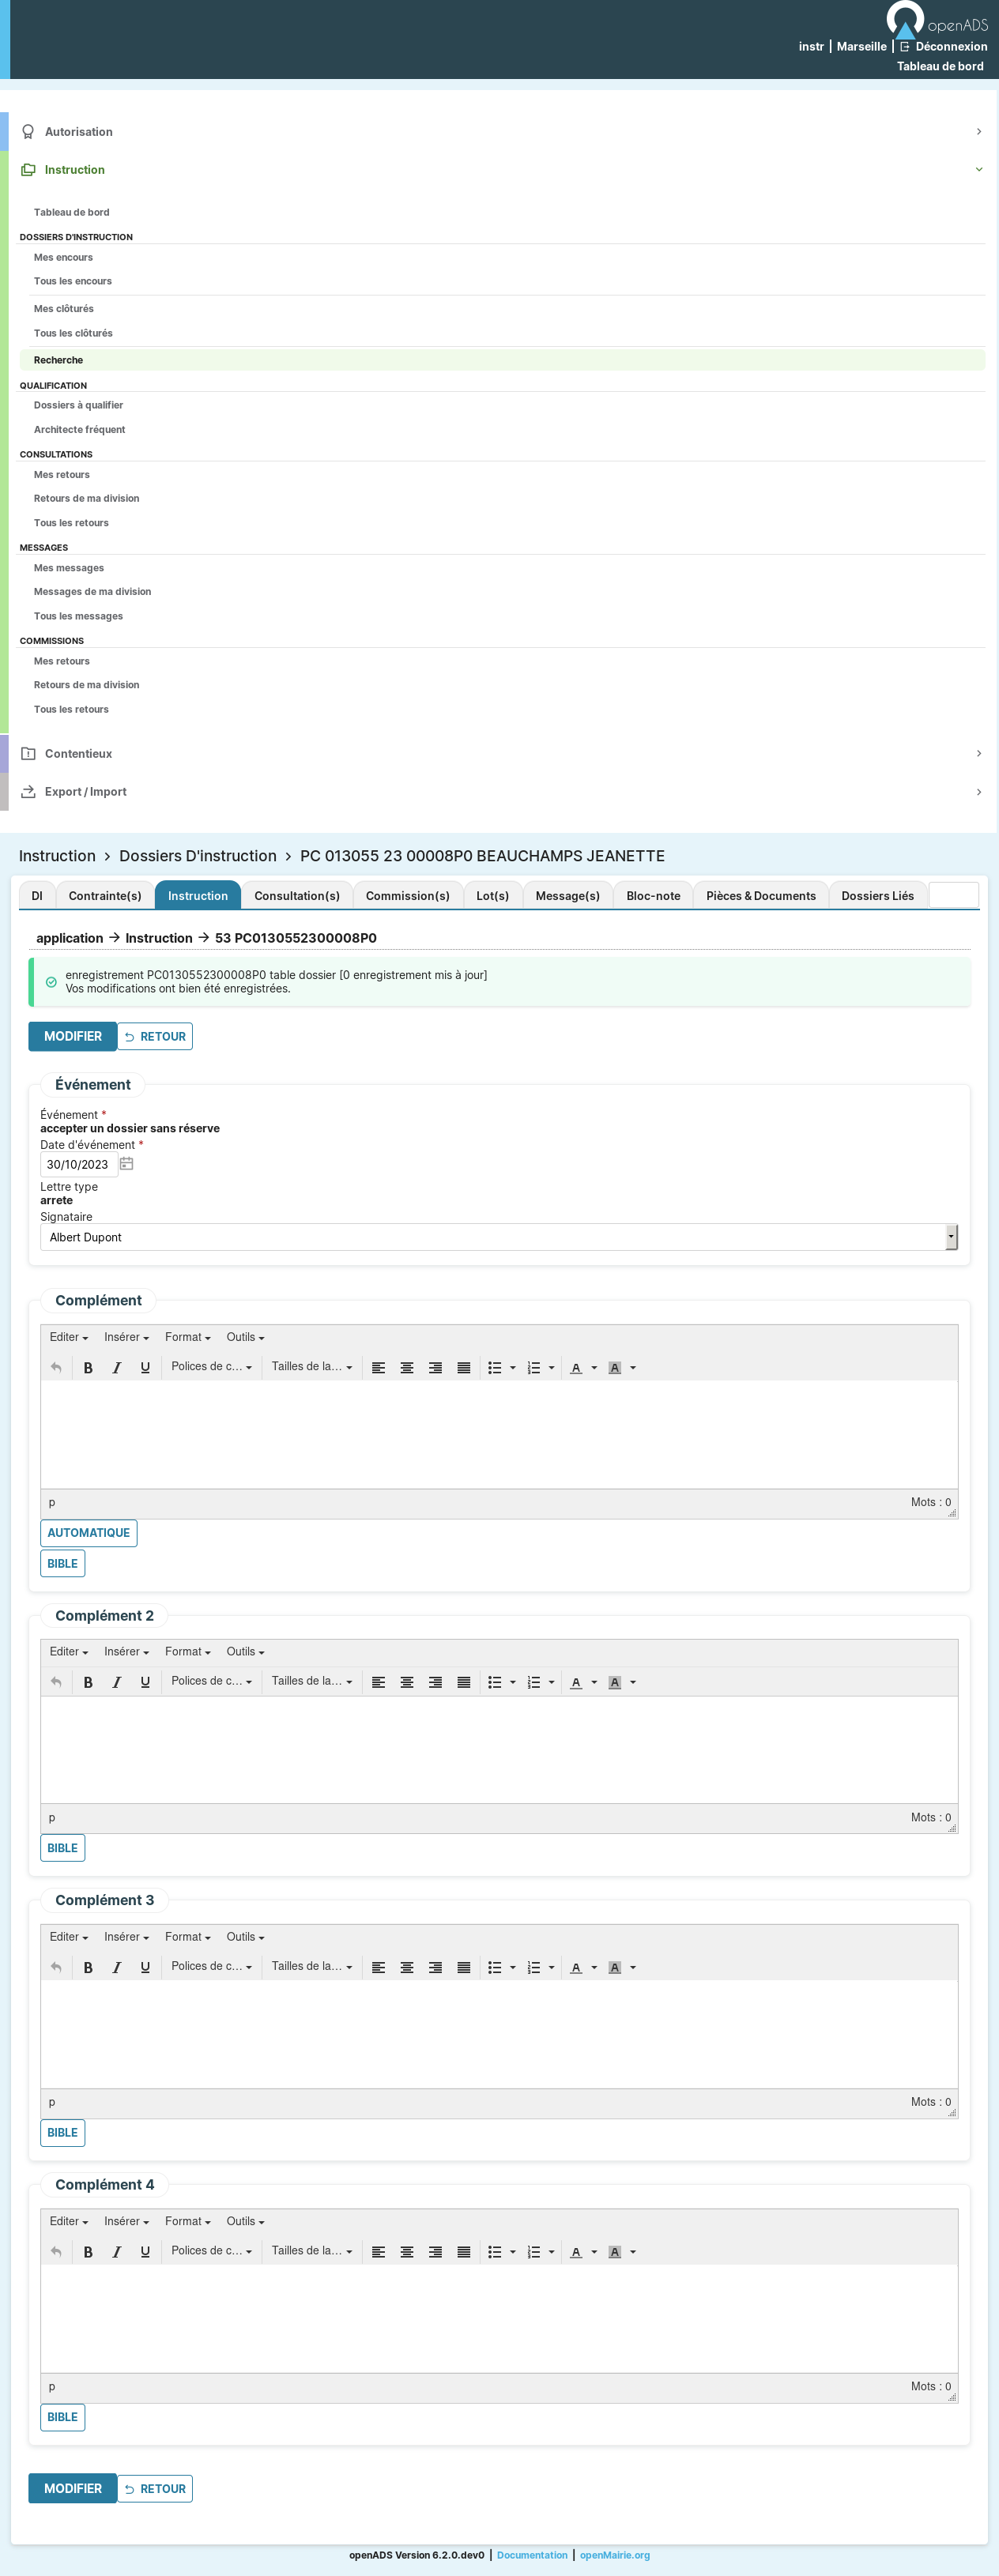 openADS
instr | Marseille | Déconnexion
Tableau de bord
Autorisation
Instruction
Tableau de bord
DOSSIERS D'INSTRUCTION
Mes encours
Tous les encours
Mes clôturés
Tous les clôturés
Recherche
QUALIFICATION
Dossiers à qualifier
Architecte fréquent
CONSULTATIONS
Mes retours
Retours de ma division
Tous les retours
MESSAGES
Mes messages
Messages de ma division
Tous les messages
COMMISSIONS
Mes retours
Retours de ma division
Tous les retours
Contentieux
Export / Import
Instruction > Dossiers D'instruction > PC 013055 23 00008P0 BEAUCHAMPS JEANETTE
DI Contrainte(s) Instruction Consultation(s) Commission(s) Lot(s) Message(s) Bloc-note Pièces & Documents Dossiers Liés
application → Instruction → 53 PC0130552300008P0
enregistrement PC0130552300008P0 table dossier [0 enregistrement mis à jour]
Vos modifications ont bien été enregistrées.
MODIFIER RETOUR
Événement
Événement *
accepter un dossier sans réserve
Date d'événement *
30/10/2023
Lettre type
arrete
Signataire
Albert Dupont
Complément
Editer Insérer Format Outils
B I U Polices de c... Tailles de la... A A
p Mots : 0
AUTOMATIQUE
BIBLE
Complément 2
Editer Insérer Format Outils
B I U Polices de c... Tailles de la... A A
p Mots : 0
BIBLE
Complément 3
Editer Insérer Format Outils
B I U Polices de c... Tailles de la... A A
p Mots : 0
BIBLE
Complément 4
Editer Insérer Format Outils
B I U Polices de c... Tailles de la... A A
p Mots : 0
BIBLE
MODIFIER RETOUR
openADS Version 6.2.0.dev0 | Documentation | openMairie.org